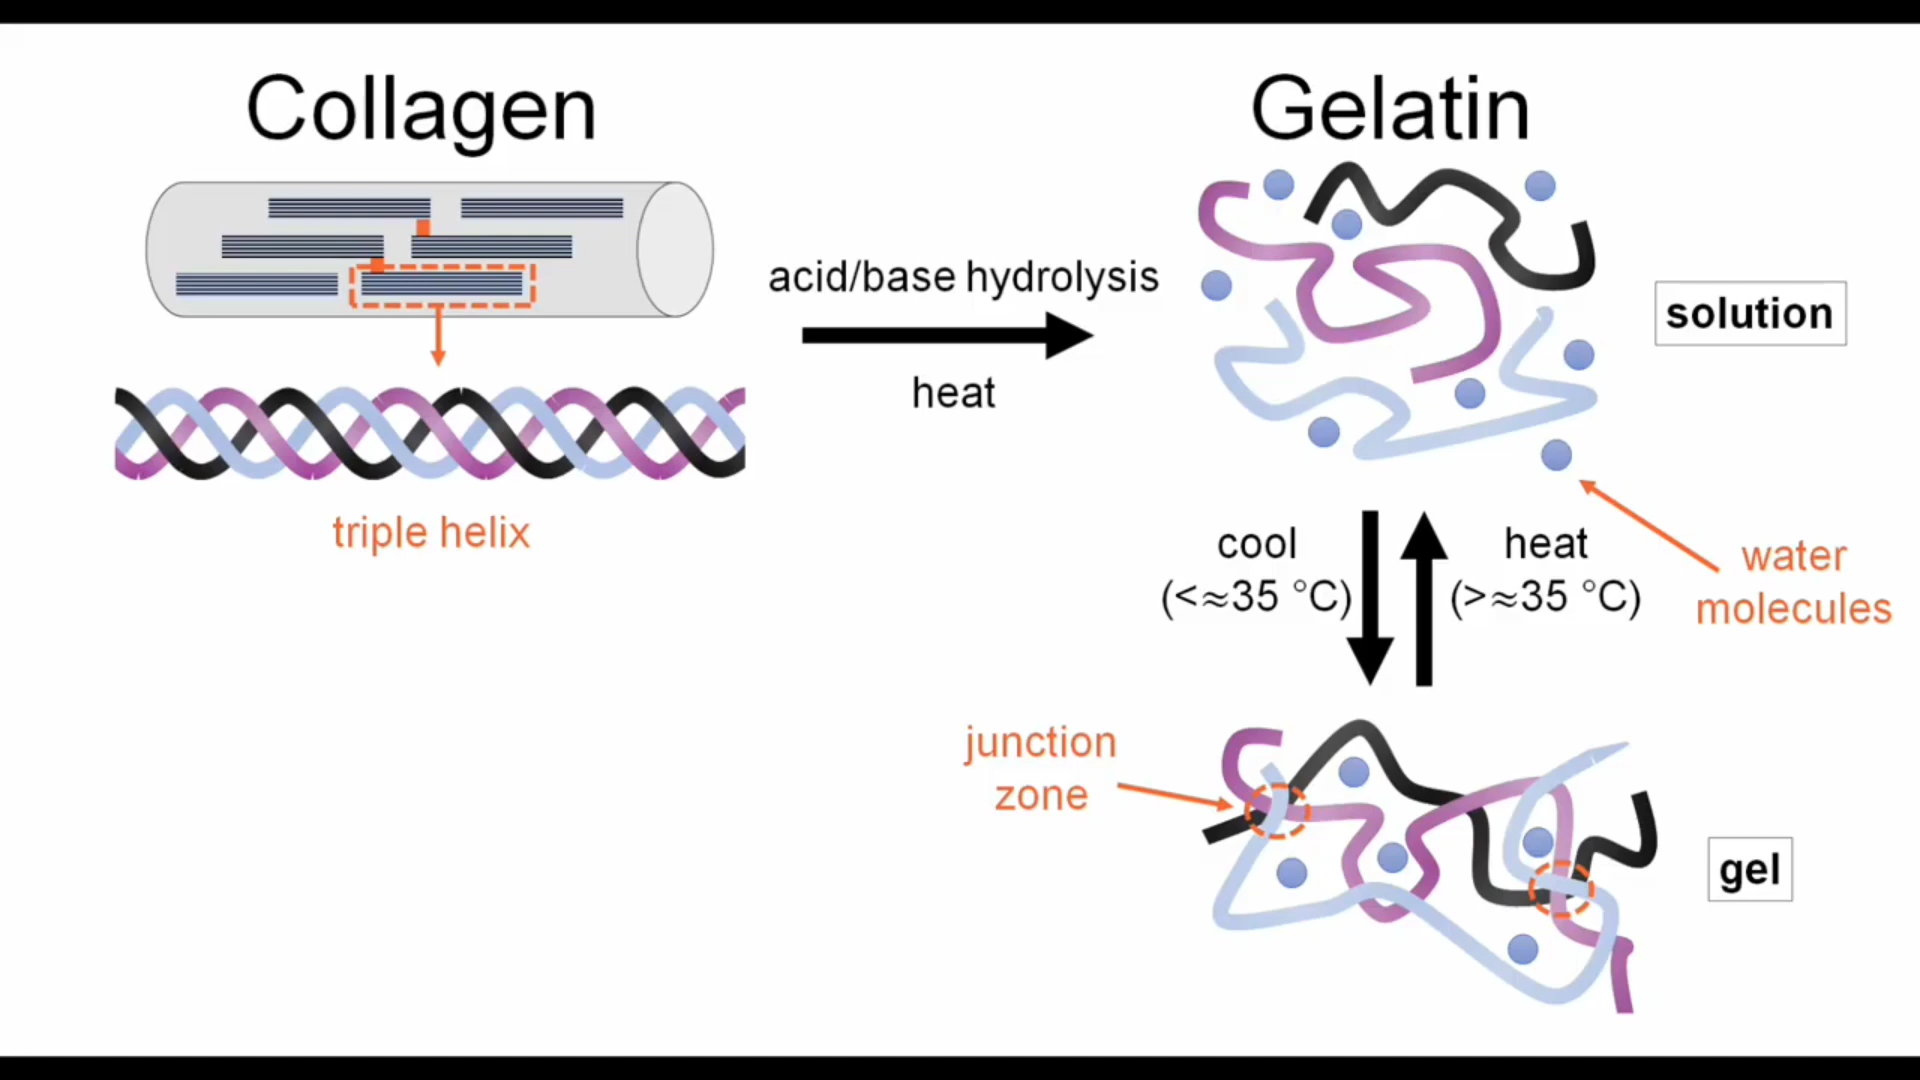 Collagen
Gelatin
acid/base hydrolysis
heat
solution
triple helix
cool
(<≈35 °C)
heat
(>≈35 °C)
water
molecules
junction
zone
gel